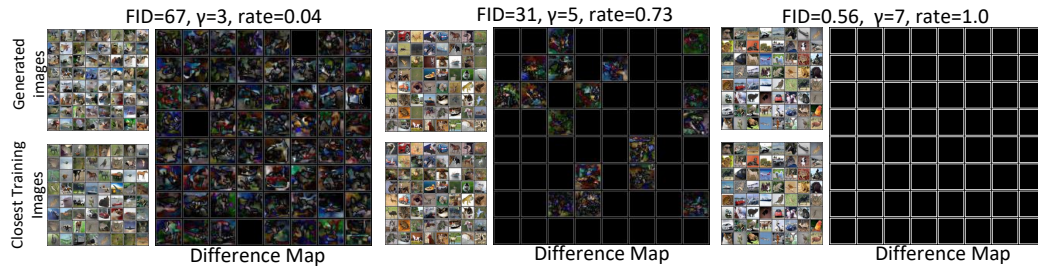 FID=67, γ=3, rate=0.04
FID=31, γ=5, rate=0.73
FID=0.56, γ=7, rate=1.0
Generated
images
Closest Training
Images
Difference Map
Difference Map
Difference Map